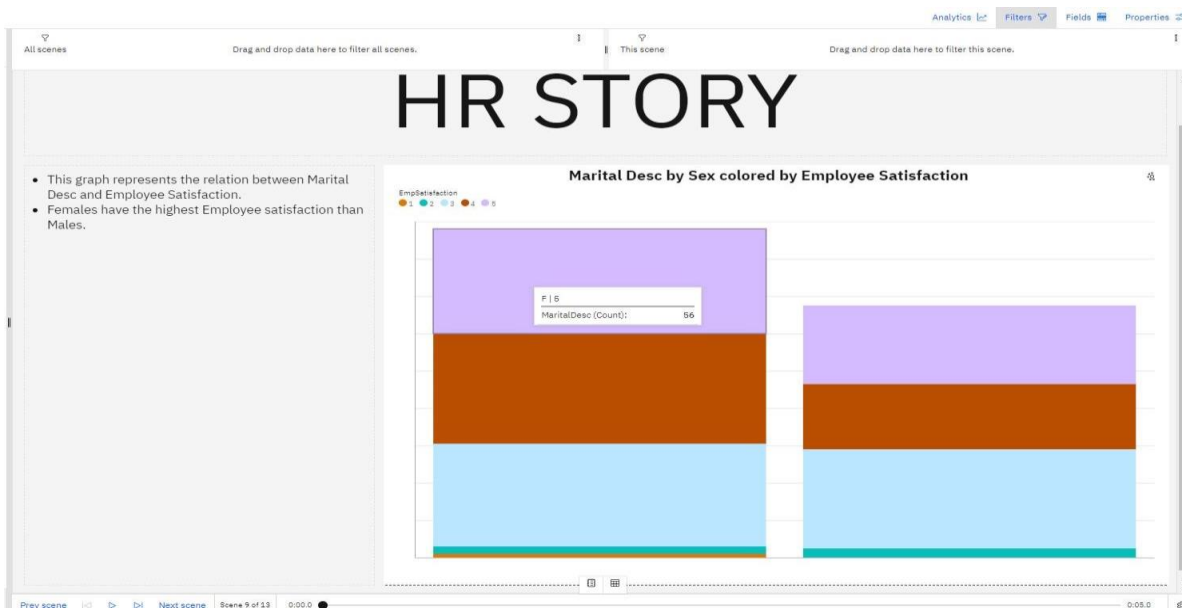 Analytics Filters Fields Properties
All scenes Drag and drop data here to filter all scenes.
This scene Drag and drop data here to filter this scene.
HR STORY
• This graph represents the relation between Marital
Desc and Employee Satisfaction.
• Females have the highest Employee satisfaction than
Males.
Marital Desc by Sex colored by Employee Satisfaction
EmpSatisfaction
1 2 3 4 5
F | 5
MaritalDesc (Count): 56
Prev scene Next scene Scene 9 of 13 0:00.0 0:05.0